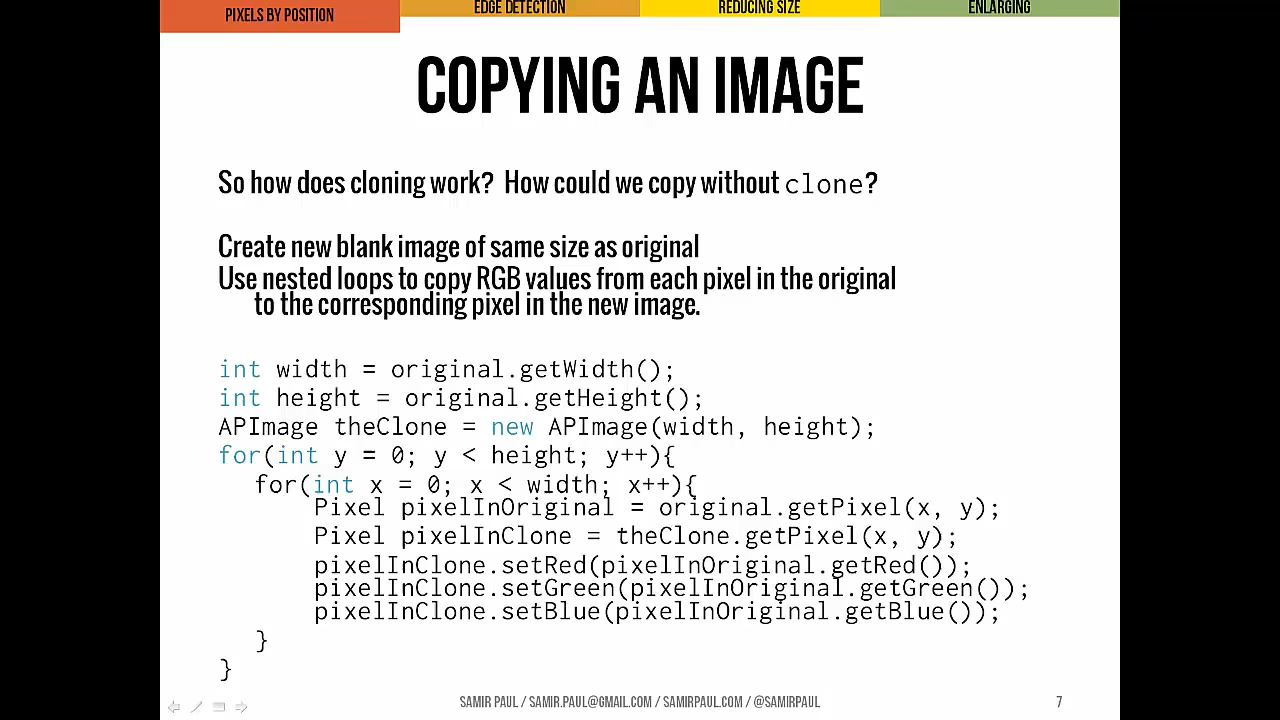 PIXELS BY POSITION
EDGE DETECTION
REDUCING SIZE
ENLARGING
COPYING AN IMAGE
So how does cloning work? How could we copy without clone?
Create new blank image of same size as original
Use nested loops to copy RGB values from each pixel in the original
to the corresponding pixel in the new image.
int width = original.getWidth();
int height = original.getHeight();
APImage theClone = new APImage(width, height);
for(int y = 0; y < height; y++){
for(int x = 0; x < width; x++){
Pixel pixelInOriginal = original.getPixel(x, y);
Pixel pixelInClone = theClone.getPixel(x, y);
pixelInClone.setRed(pixelInOriginal.getRed());
pixelInClone.setGreen(pixelInOriginal.getGreen());
pixelInClone.setBlue(pixelInOriginal.getBlue());
}
}
SAMIR PAUL / SAMIR.PAUL@GMAIL.COM / SAMIRPAUL.COM / @SAMIRPAUL
7